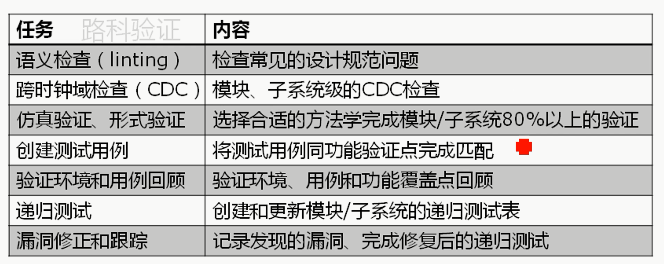 路科验证
任务 内容
语义检查（linting） 检查常见的设计规范问题
跨时钟域检查（CDC） 模块、子系统级的CDC检查
仿真验证、形式验证 选择合适的方法学完成模块/子系统80%以上的验证
创建测试用例 将测试用例同功能验证点完成匹配
验证环境和用例回顾 验证环境、用例和功能覆盖点回顾
递归测试 创建和更新模块/子系统的递归测试表
漏洞修正和跟踪 记录发现的漏洞、完成修复后的递归测试